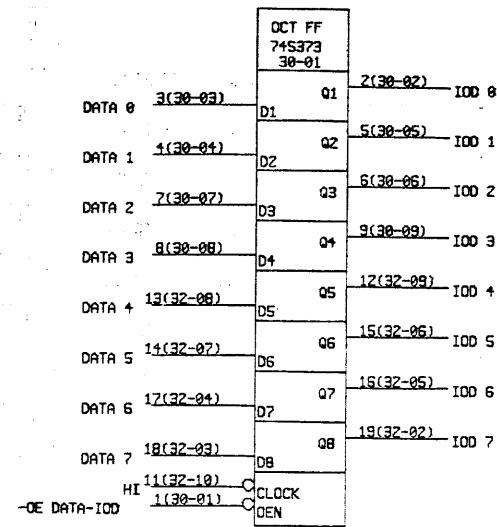 OCT FF
74S373
30-01
DATA 0 3(30-03) D1 Q1 2(30-02) IOD 0
DATA 1 4(30-04) D2 Q2 5(30-05) IOD 1
DATA 2 7(30-07) D3 Q3 6(30-06) IOD 2
DATA 3 8(30-08) D4 Q4 9(30-09) IOD 3
DATA 4 13(32-08) D5 Q5 12(32-09) IOD 4
DATA 5 14(32-07) D6 Q6 15(32-06) IOD 5
DATA 6 17(32-04) D7 Q7 16(32-05) IOD 6
DATA 7 18(32-03) D8 Q8 19(32-02) IOD 7
HI 11(32-10) CLOCK
-OE DATA-IOD 1(30-01) OEN